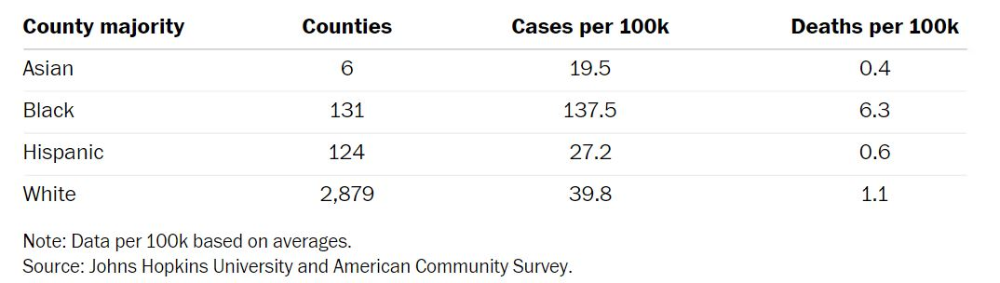 County majority Counties Cases per 100k Deaths per 100k
Asian 6 19.5 0.4
Black 131 137.5 6.3
Hispanic 124 27.2 0.6
White 2,879 39.8 1.1
Note: Data per 100k based on averages.
Source: Johns Hopkins University and American Community Survey.